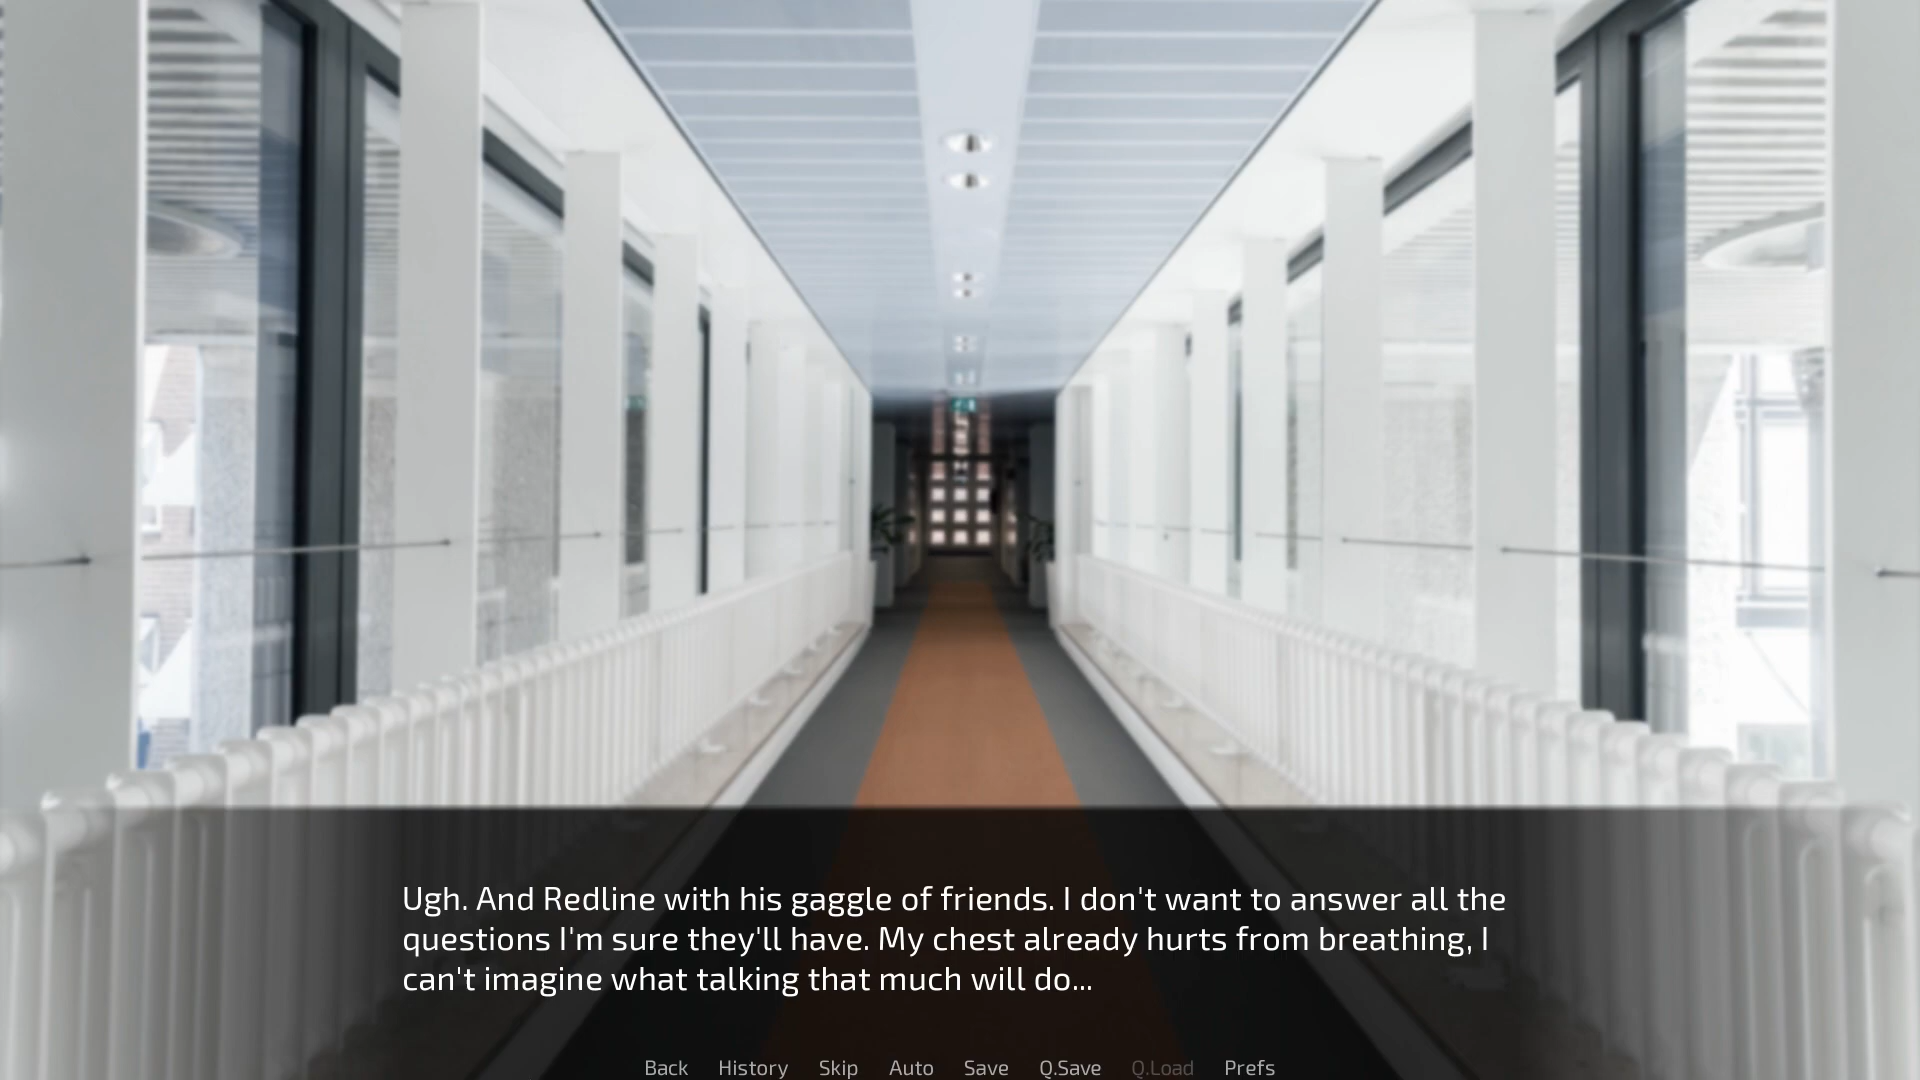 Ugh. And Redline with his gaggle of friends. I don't want to answer all the
questions I'm sure they'll have. My chest already hurts from breathing, I
can't imagine what talking that much will do...
Back History Skip Auto Save Q.Save Q.Load Prefs